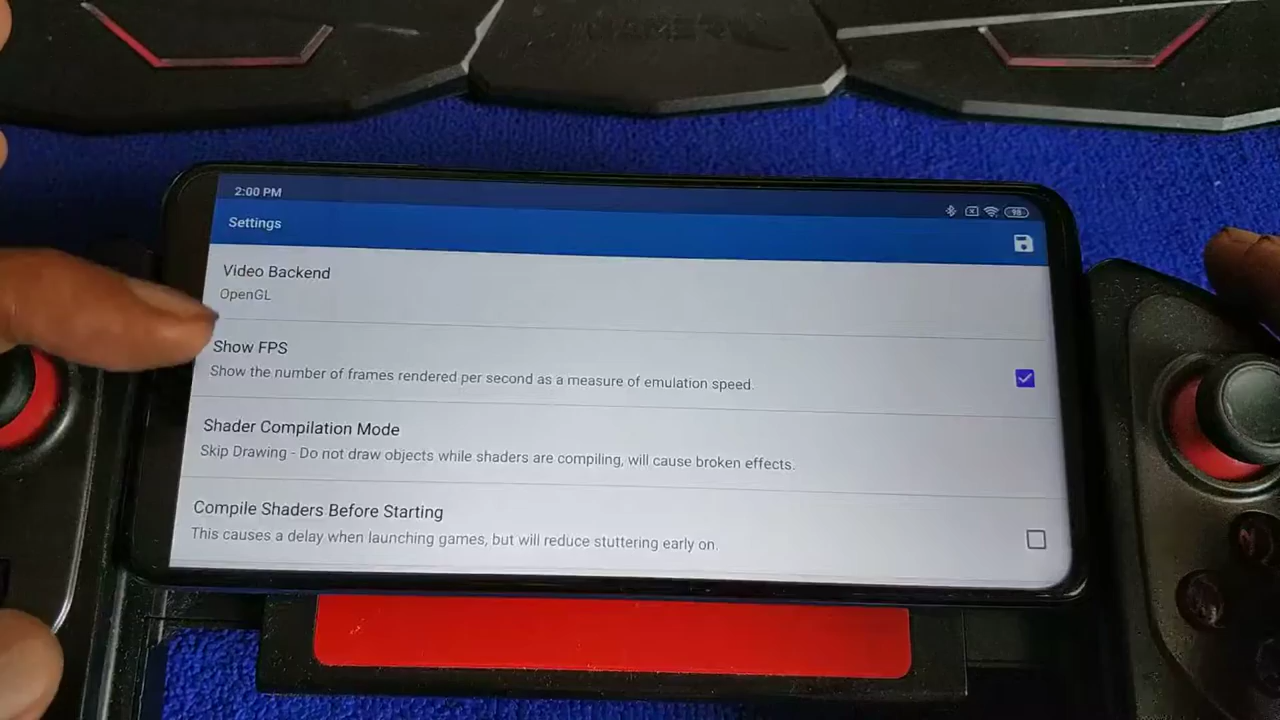 2:00 PM
98
Settings
Video Backend
OpenGL
Show FPS
Show the number of frames rendered per second as a measure of emulation speed.
Shader Compilation Mode
Skip Drawing - Do not draw objects while shaders are compiling, will cause broken effects.
Compile Shaders Before Starting
This causes a delay when launching games, but will reduce stuttering early on.